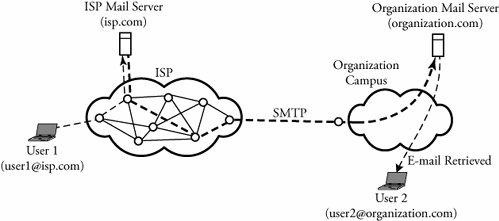 ISP Mail Server
(isp.com)
Organization Mail Server
(organization.com)
ISP
Organization
Campus
SMTP
User 1
(user1@isp.com)
E-mail Retrieved
User 2
(user2@organization.com)